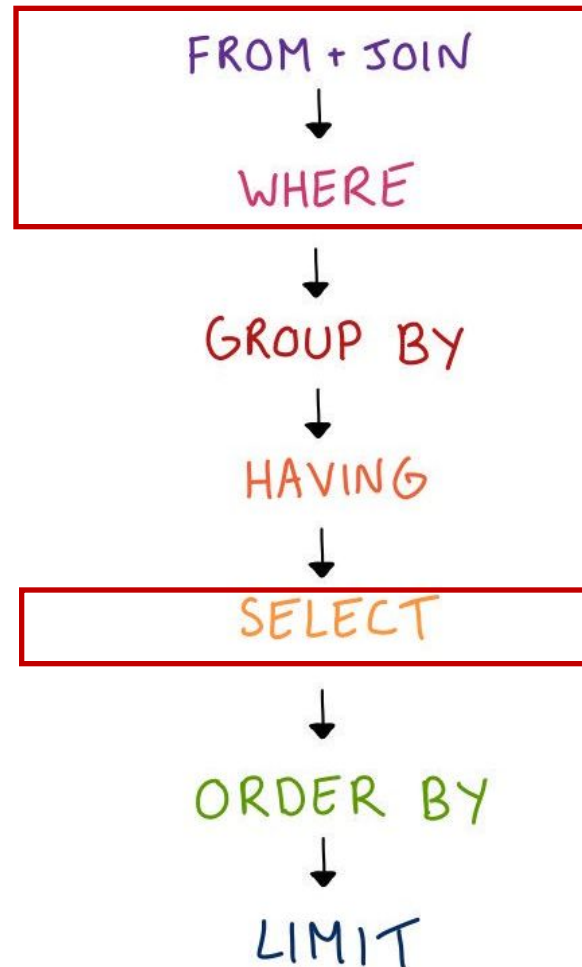 FROM + JOIN
WHERE
GROUP BY
HAVING
SELECT
ORDER BY
LIMIT